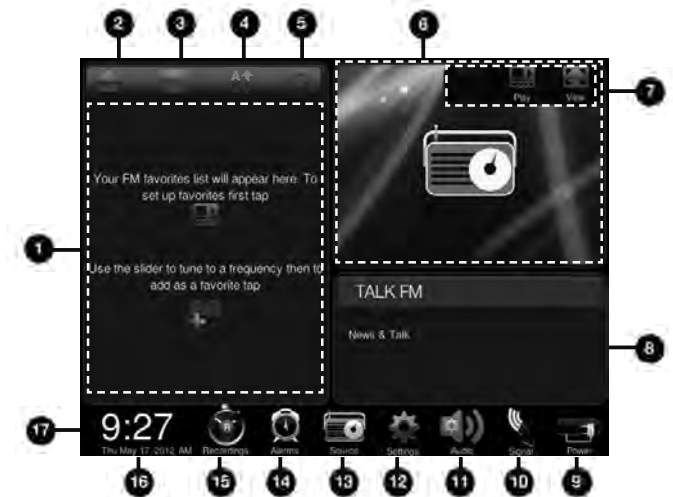 2 3 4 5 6
A
Play View
7
Your FM favorites list will appear here. To
set up favorites first tap
1
Use the slider to tune to a frequency then to
add as a favorite tap
TALK FM
News & Talk
8
17
9:27
Thu May 17, 2012 AM
Recordings Alarms Source Settings Audio Signal Power
16 15 14 13 12 11 10 9